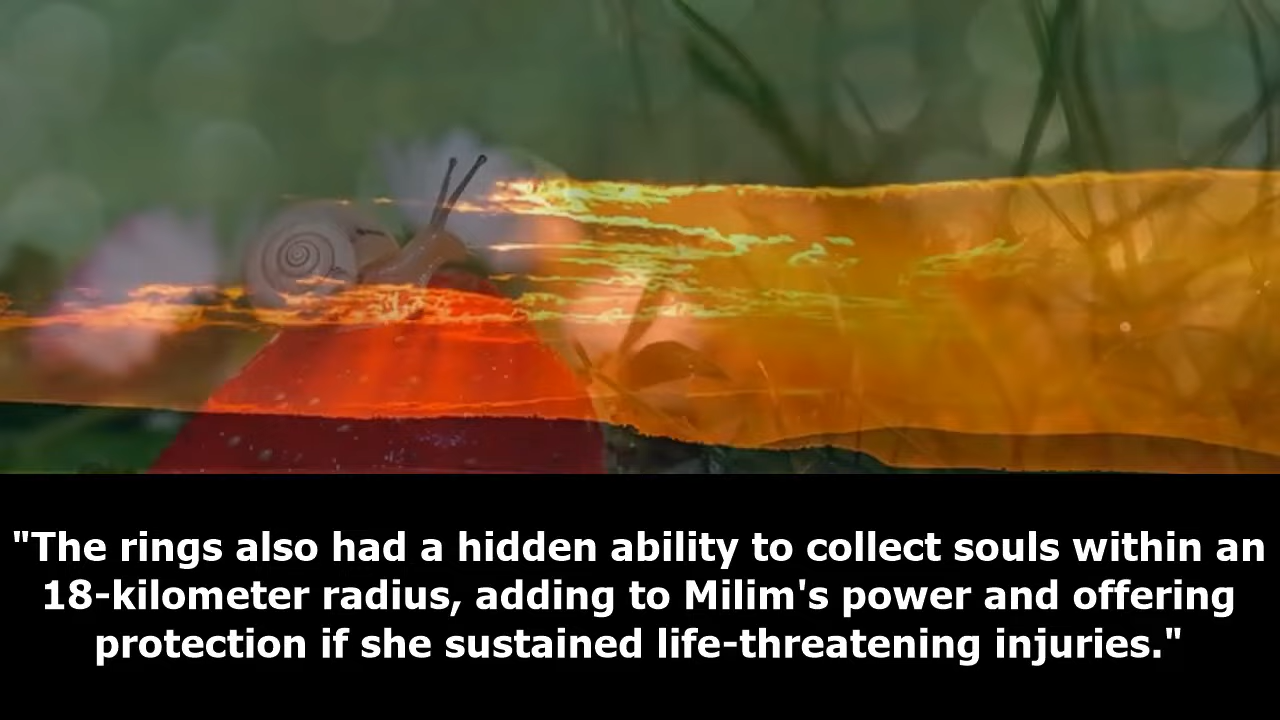 "The rings also had a hidden ability to collect souls within an
18-kilometer radius, adding to Milim's power and offering
protection if she sustained life-threatening injuries."